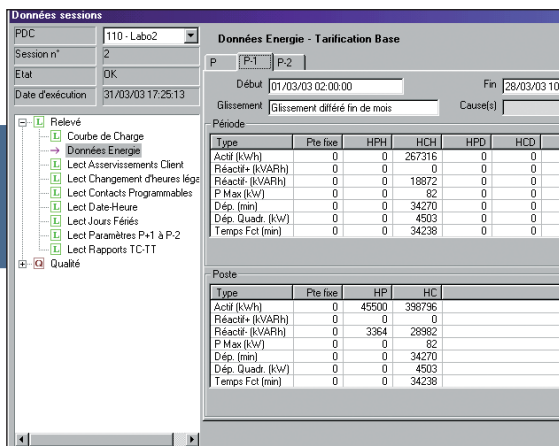 Données sessions
PDC 110 - Labo2
Session n° 2
Etat OK
Date d'exécution 31/03/03 17:25:13
Relevé
Courbe de Charge
Données Energie
Lect Asservissements Client
Lect Changement d'heures léga
Lect Contacts Programmables
Lect Date-Heure
Lect Jours Fériés
Lect Paramètres P+1 à P-2
Lect Rapports TC-TT
Qualité
Données Energie - Tarification Base
P P-1 P-2
Début 01/03/03 02:00:00 Fin 28/03/03 10
Glissement Glissement différé fin de mois Cause(s)
Période
Type Pte fixe HPH HCH HPD HCD
Actif (kWh) 0 0 267316 0 0
Réactif+ (kVARh) 0 0 0 0 0
Réactif- (kVARh) 0 0 18872 0 0
P Max (kW) 0 0 82 0 0
Dép. (min) 0 0 34270 0 0
Dép. Quadr. (kW) 0 0 4503 0 0
Temps Fct (min) 0 0 34238 0 0
Poste
Type Pte fixe HP HC
Actif (kWh) 0 45500 398796
Réactif+ (kVARh) 0 0 0
Réactif- (kVARh) 0 3364 28982
P Max (kW) 0 0 82
Dép. (min) 0 0 34270
Dép. Quadr. (kW) 0 0 4503
Temps Fct (min) 0 0 34238